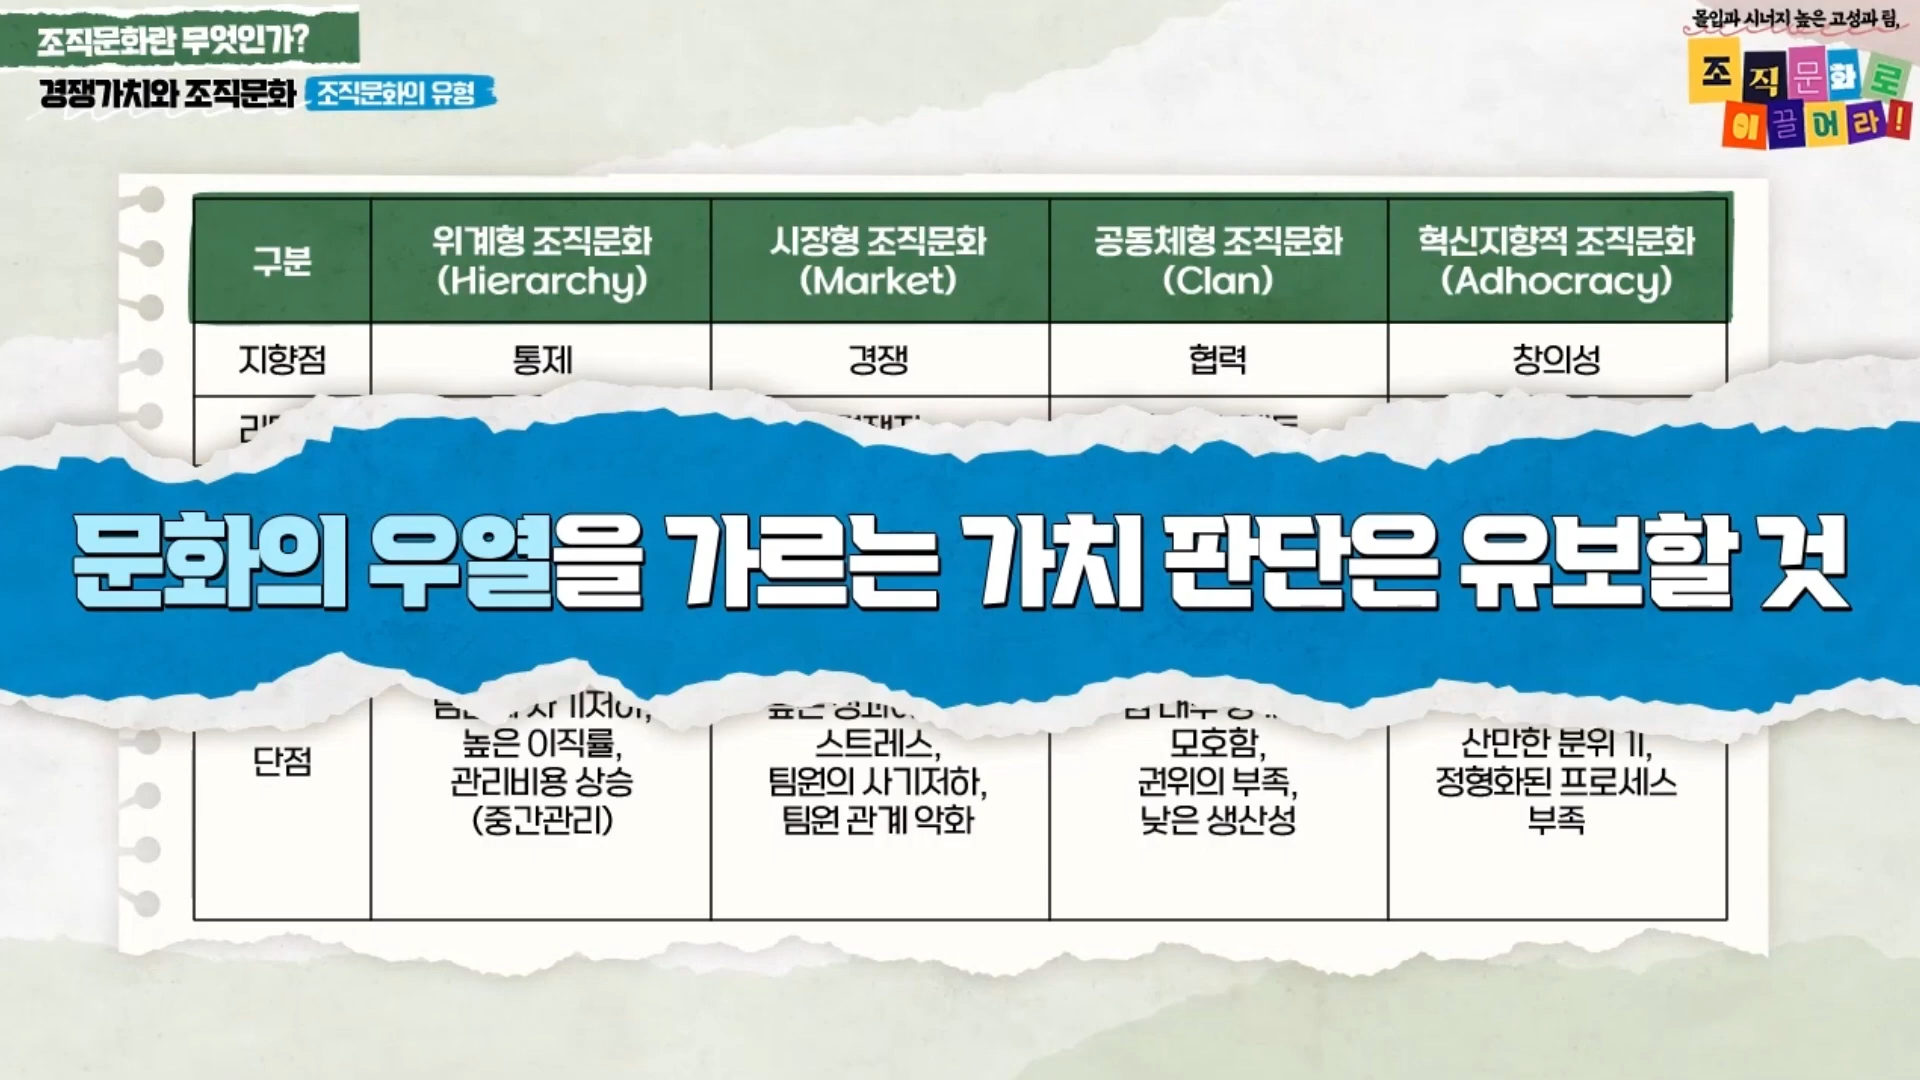 조직문화란 무엇인가?
경쟁가치와 조직문화 조직문화의 유형
몰입과 시너지 높은 고성과 팀,
조직문화로
이끌어라!
구분 위계형 조직문화 (Hierarchy) 시장형 조직문화 (Market) 공동체형 조직문화 (Clan) 혁신지향적 조직문화 (Adhocracy)
지향점 통제 경쟁 협력 창의성
문화의 우열을 가르는 가치 판단은 유보할 것
단점
높은 이직률,
관리비용 상승
(중간관리)
스트레스,
팀원의 사기저하,
팀원 관계 악화
모호함,
권위의 부족,
낮은 생산성
산만한 분위기,
정형화된 프로세스
부족